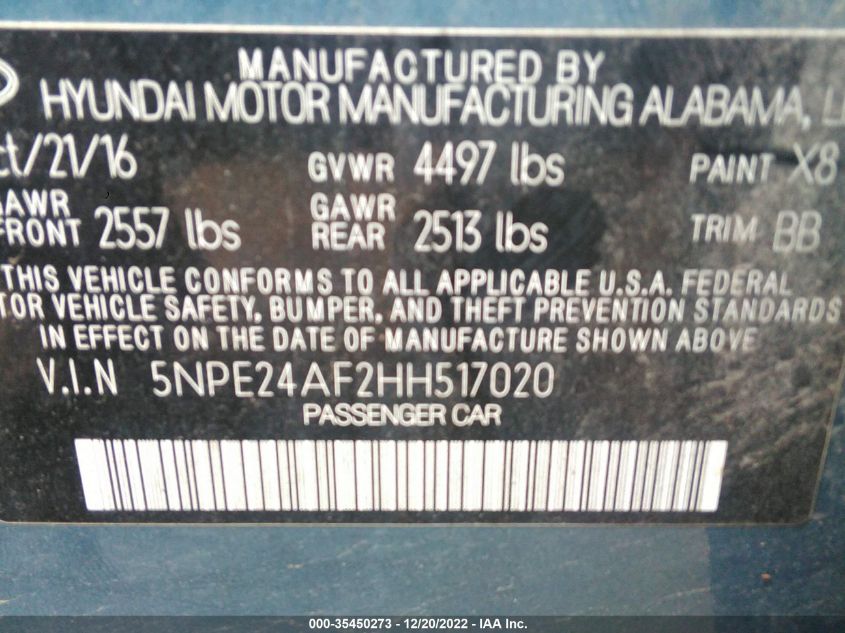 MANUFACTURED BY
HYUNDAI MOTOR MANUFACTURING ALABAMA, L
ct/21/16 GVWR 4497 lbs PAINT X8
GAWR FRONT 2557 lbs GAWR REAR 2513 lbs TRIM BB
THIS VEHICLE CONFORMS TO ALL APPLICABLE U.S.A. FEDERAL
TOR VEHICLE SAFETY, BUMPER, AND THEFT PREVENTION STANDARDS
IN EFFECT ON THE DATE OF MANUFACTURE SHOWN ABOVE
V.I.N 5NPE24AF2HH517020
PASSENGER CAR
000-35450273 - 12/20/2022 - IAA Inc.